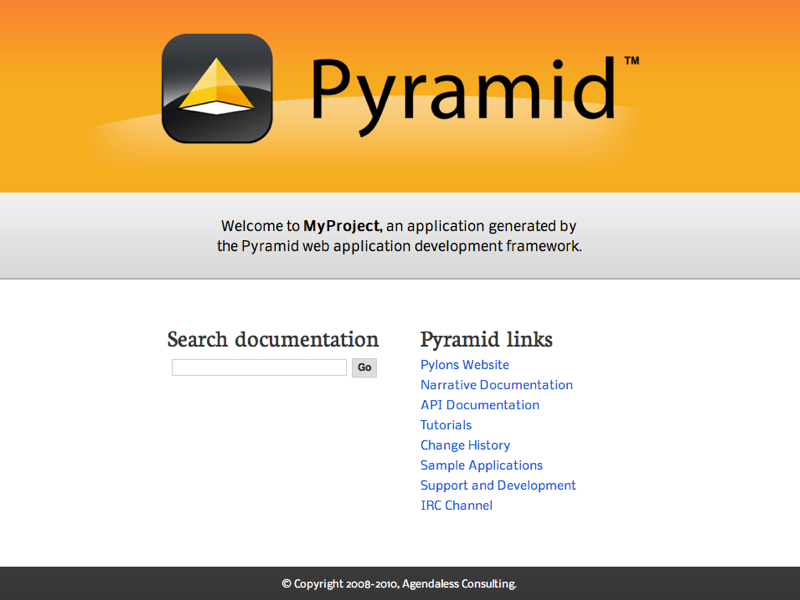 Pyramid™
Welcome to MyProject, an application generated by
the Pyramid web application development framework.
Search documentation
Go
Pyramid links
Pylons Website
Narrative Documentation
API Documentation
Tutorials
Change History
Sample Applications
Support and Development
IRC Channel
© Copyright 2008-2010, Agendaless Consulting.